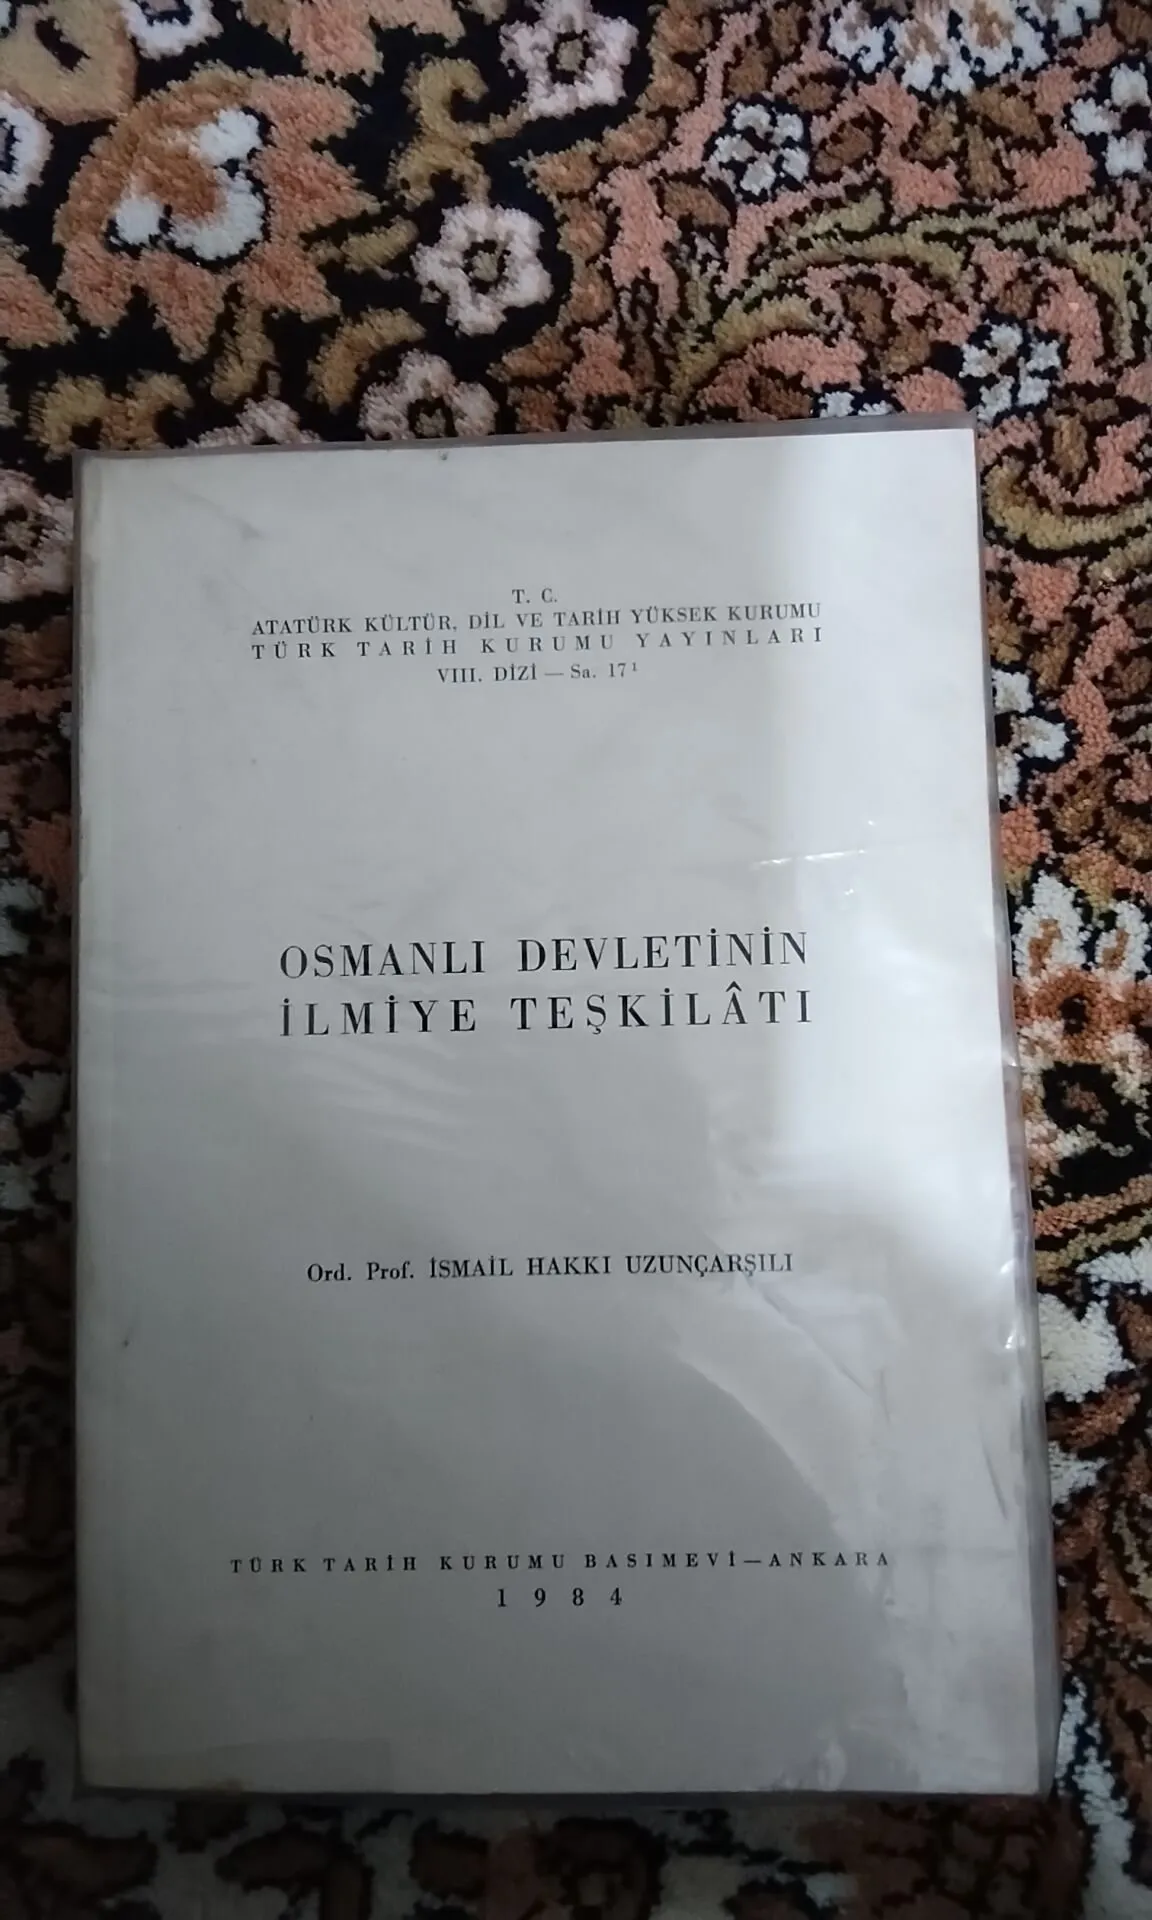 T. C.
ATATÜRK KÜLTÜR, DİL VE TARİH YÜKSEK KURUMU
TÜRK TARİH KURUMU YAYINLARI
VIII. DİZİ — Sa. 17¹
OSMANLI DEVLETİNİN
İLMİYE TEŞKİLÂTI
Ord. Prof. İSMAİL HAKKI UZUNÇARŞILI
TÜRK TARİH KURUMU BASIMEVİ—ANKARA
1984